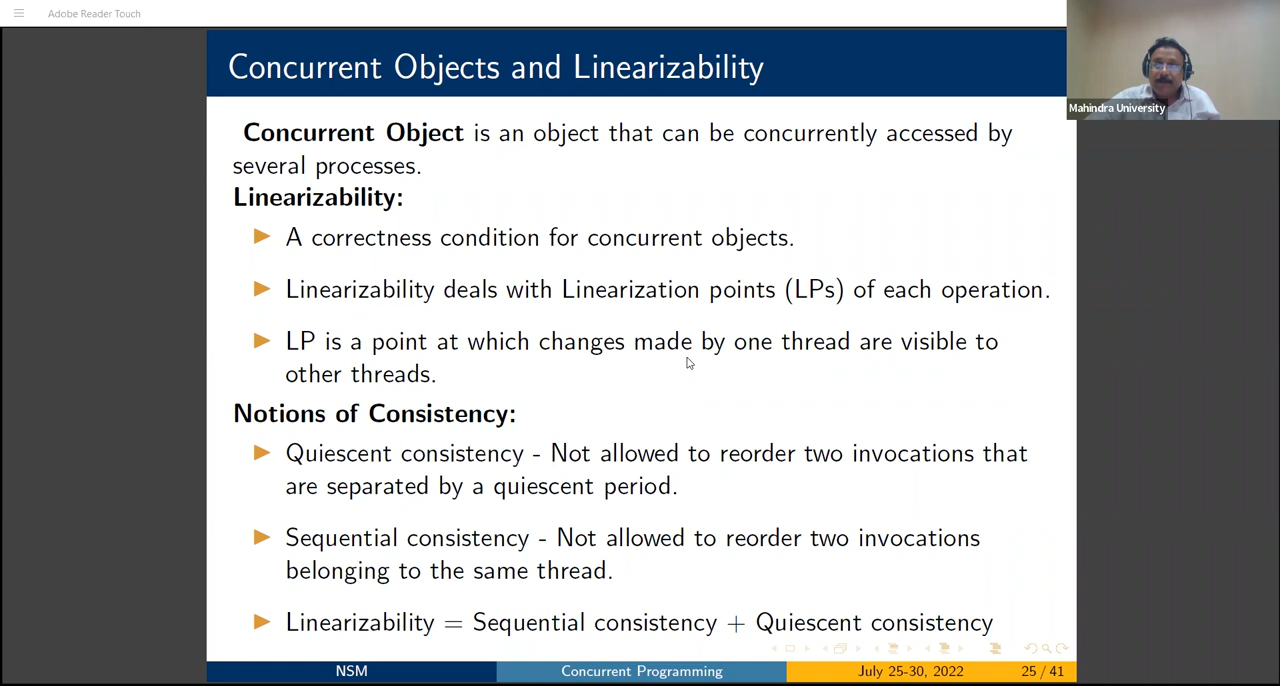 Adobe Reader Touch
Concurrent Objects and Linearizability
Mahindra University
Concurrent Object is an object that can be concurrently accessed by
several processes.
Linearizability:
A correctness condition for concurrent objects.
Linearizability deals with Linearization points (LPs) of each operation.
LP is a point at which changes made by one thread are visible to
other threads.
Notions of Consistency:
Quiescent consistency - Not allowed to reorder two invocations that
are separated by a quiescent period.
Sequential consistency - Not allowed to reorder two invocations
belonging to the same thread.
Linearizability = Sequential consistency + Quiescent consistency
NSM Concurrent Programming July 25-30, 2022 25 / 41